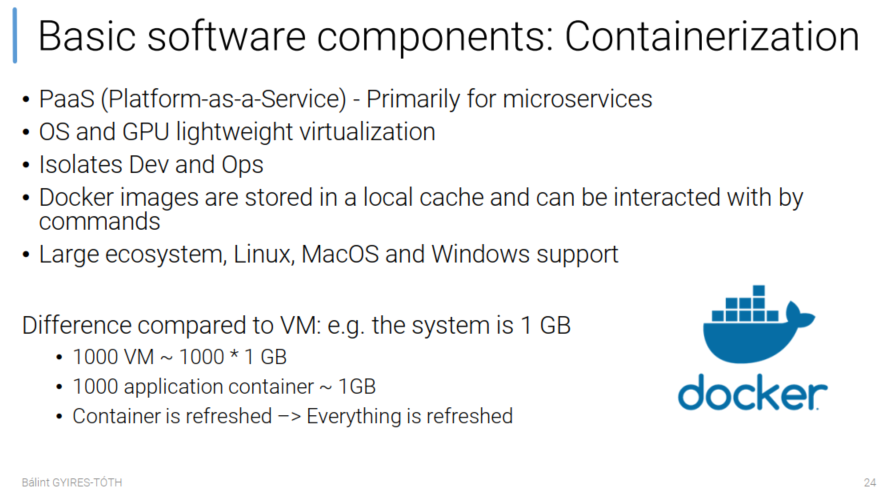 Basic software components: Containerization
• PaaS (Platform-as-a-Service) - Primarily for microservices
• OS and GPU lightweight virtualization
• Isolates Dev and Ops
• Docker images are stored in a local cache and can be interacted with by
commands
• Large ecosystem, Linux, MacOS and Windows support
Difference compared to VM: e.g. the system is 1 GB
• 1000 VM ~ 1000 * 1 GB
• 1000 application container ~ 1GB
• Container is refreshed –> Everything is refreshed
docker
Bálint GYIRES-TÓTH
24